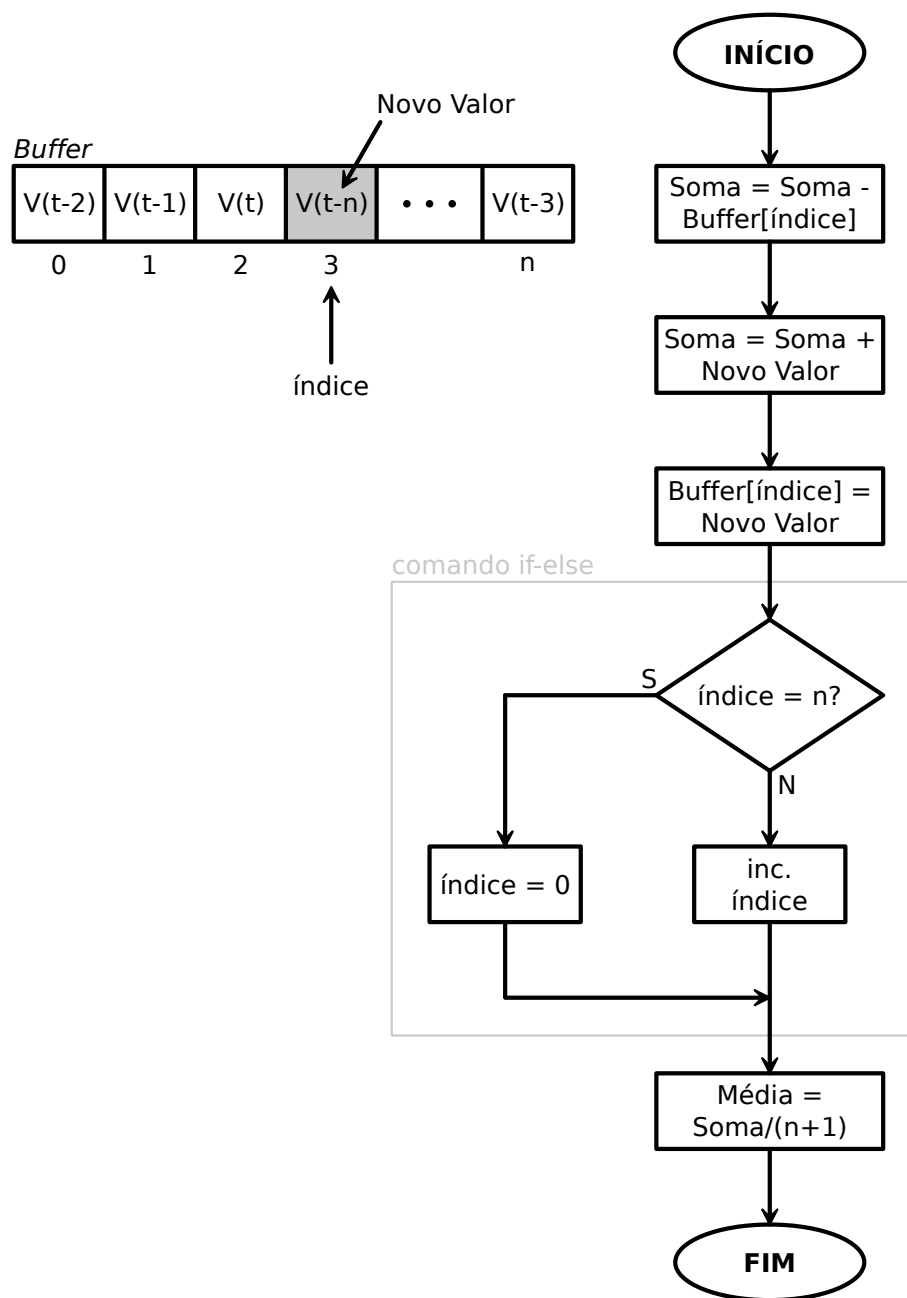 INÍCIO
Novo Valor
Buffer
V(t-2) V(t-1) V(t) V(t-n) • • • V(t-3)
0 1 2 3 n
índice
Soma = Soma -
Buffer[índice]
Soma = Soma +
Novo Valor
Buffer[índice] =
Novo Valor
comando if-else
S
índice = n?
N
índice = 0
inc.
índice
Média =
Soma/(n+1)
FIM